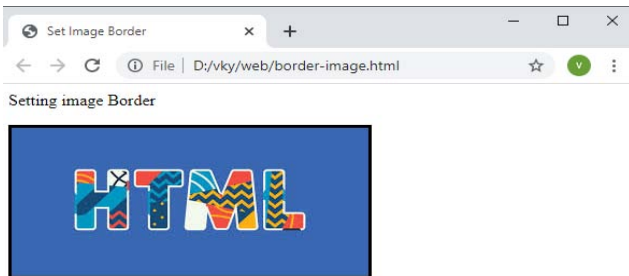 Set Image Border
File | D:/vky/web/border-image.html
V
Setting image Border
HTML